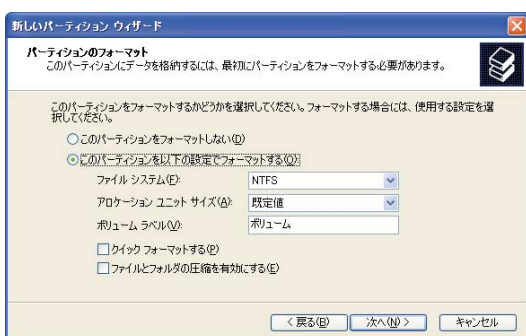 新しいパーティション ウィザード
パーティションのフォーマット
このパーティションにデータを格納するには、最初にパーティションをフォーマットする必要があります。
このパーティションをフォーマットするかどうかを選択してください。フォーマットする場合には、使用する設定を選
択してください。
このパーティションをフォーマットしない(D)
このパーティションを以下の設定でフォーマットする(O):
ファイル システム(F): NTFS
アロケーション ユニット サイズ(A): 既定値
ボリューム ラベル(V): ボリューム
クイック フォーマットする(P)
ファイルとフォルダの圧縮を有効にする(E)
< 戻る(B) 次へ(N) > キャンセル